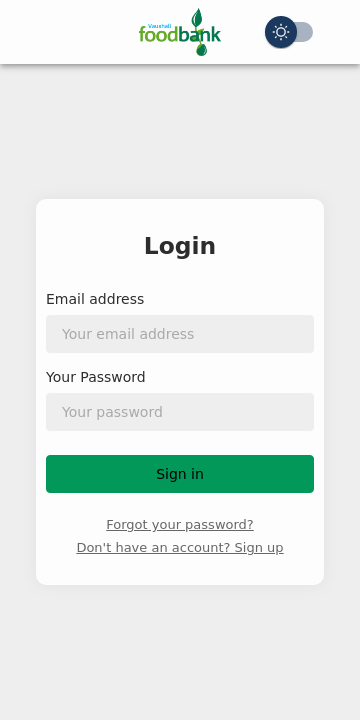 Vauxhall
foodbank
Login
Email address
Your email address
Your Password
Your password
Sign in
Forgot your password?
Don't have an account? Sign up